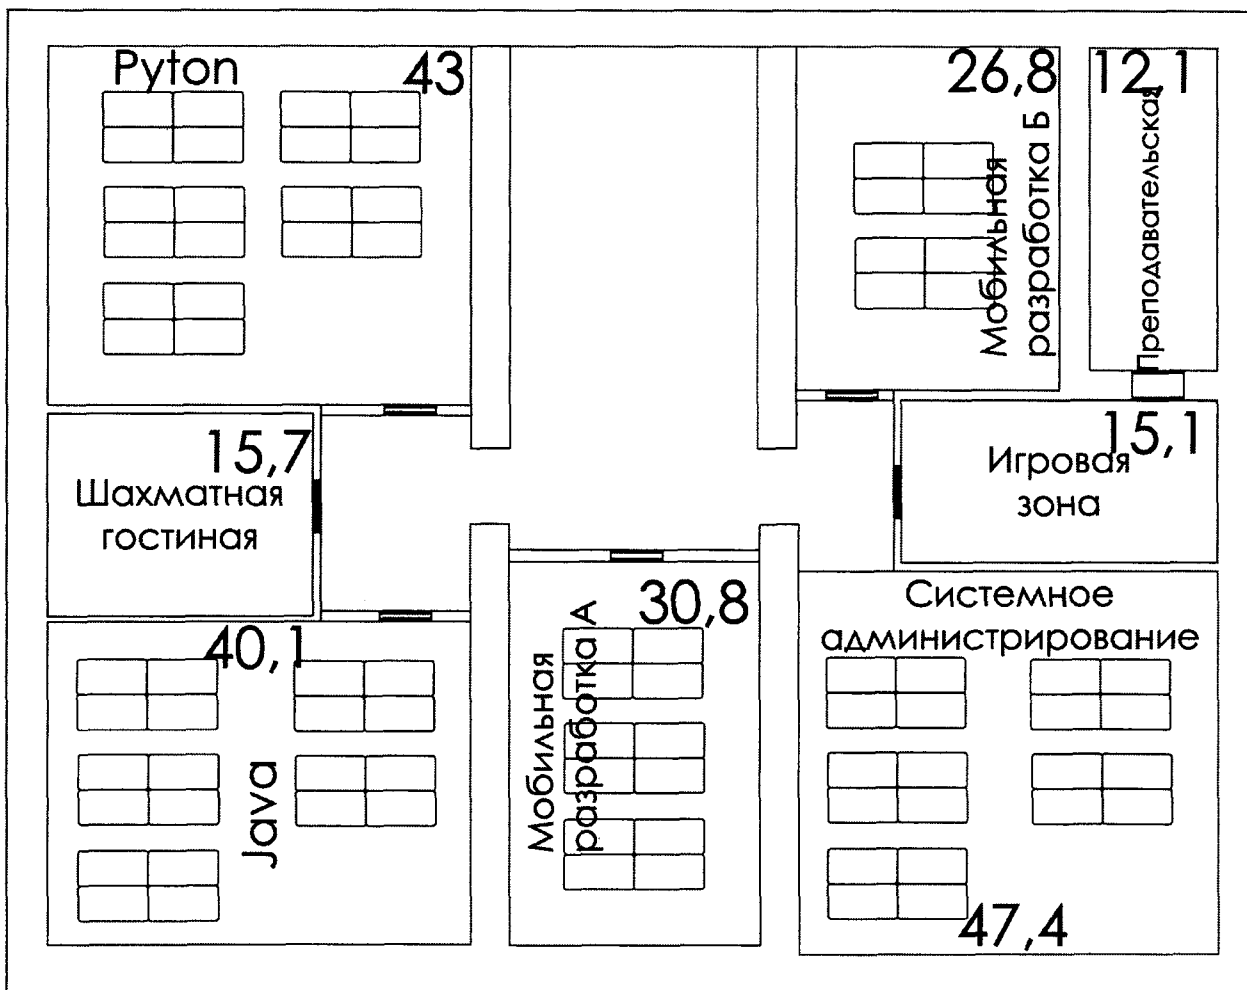 Pyton
43
26,8
12,1
Мобильная
разработка Б
Преподавательская
15,7
Шахматная
гостиная
15,1
Игровая
зона
40,1
Java
30,8
Мобильная
разработка А
Системное
администрирование
47,4